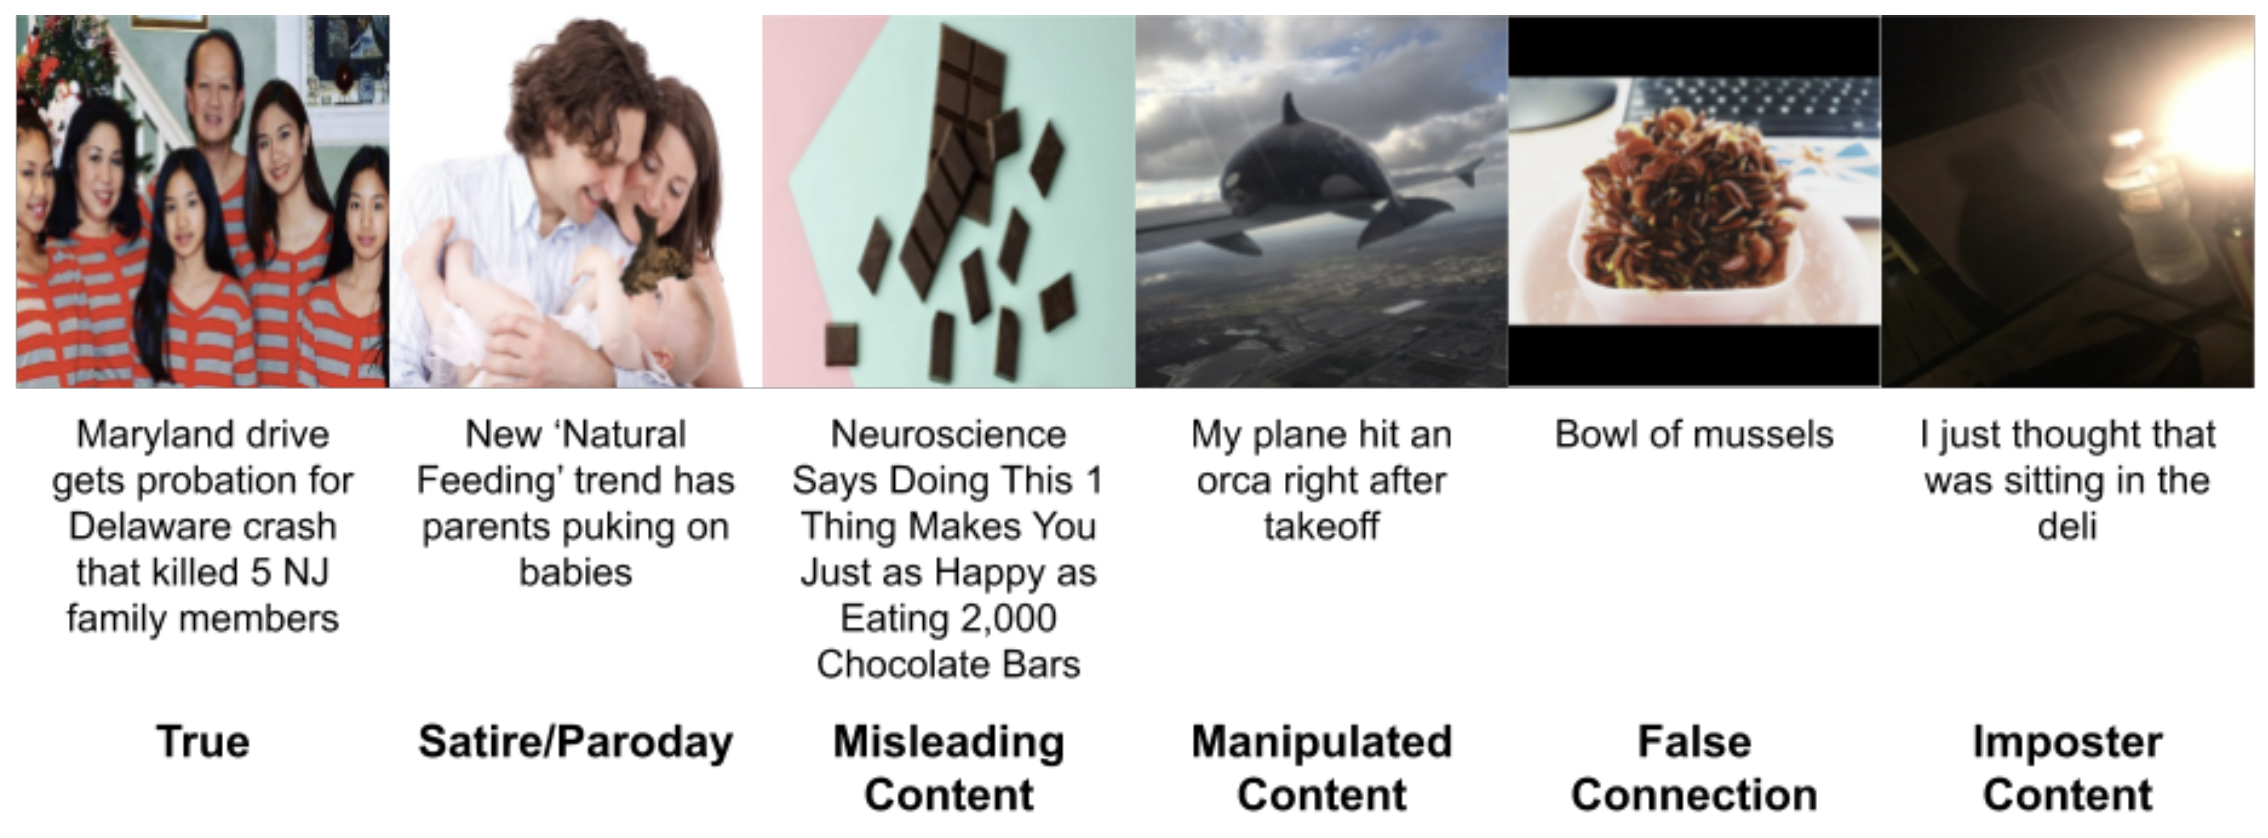 Maryland drive
gets probation for
Delaware crash
that killed 5 NJ
family members
New ‘Natural
Feeding’ trend has
parents puking on
babies
Neuroscience
Says Doing This 1
Thing Makes You
Just as Happy as
Eating 2,000
Chocolate Bars
My plane hit an
orca right after
takeoff
Bowl of mussels
I just thought that
was sitting in the
deli
True
Satire/Paroday
Misleading
Content
Manipulated
Content
False
Connection
Imposter
Content